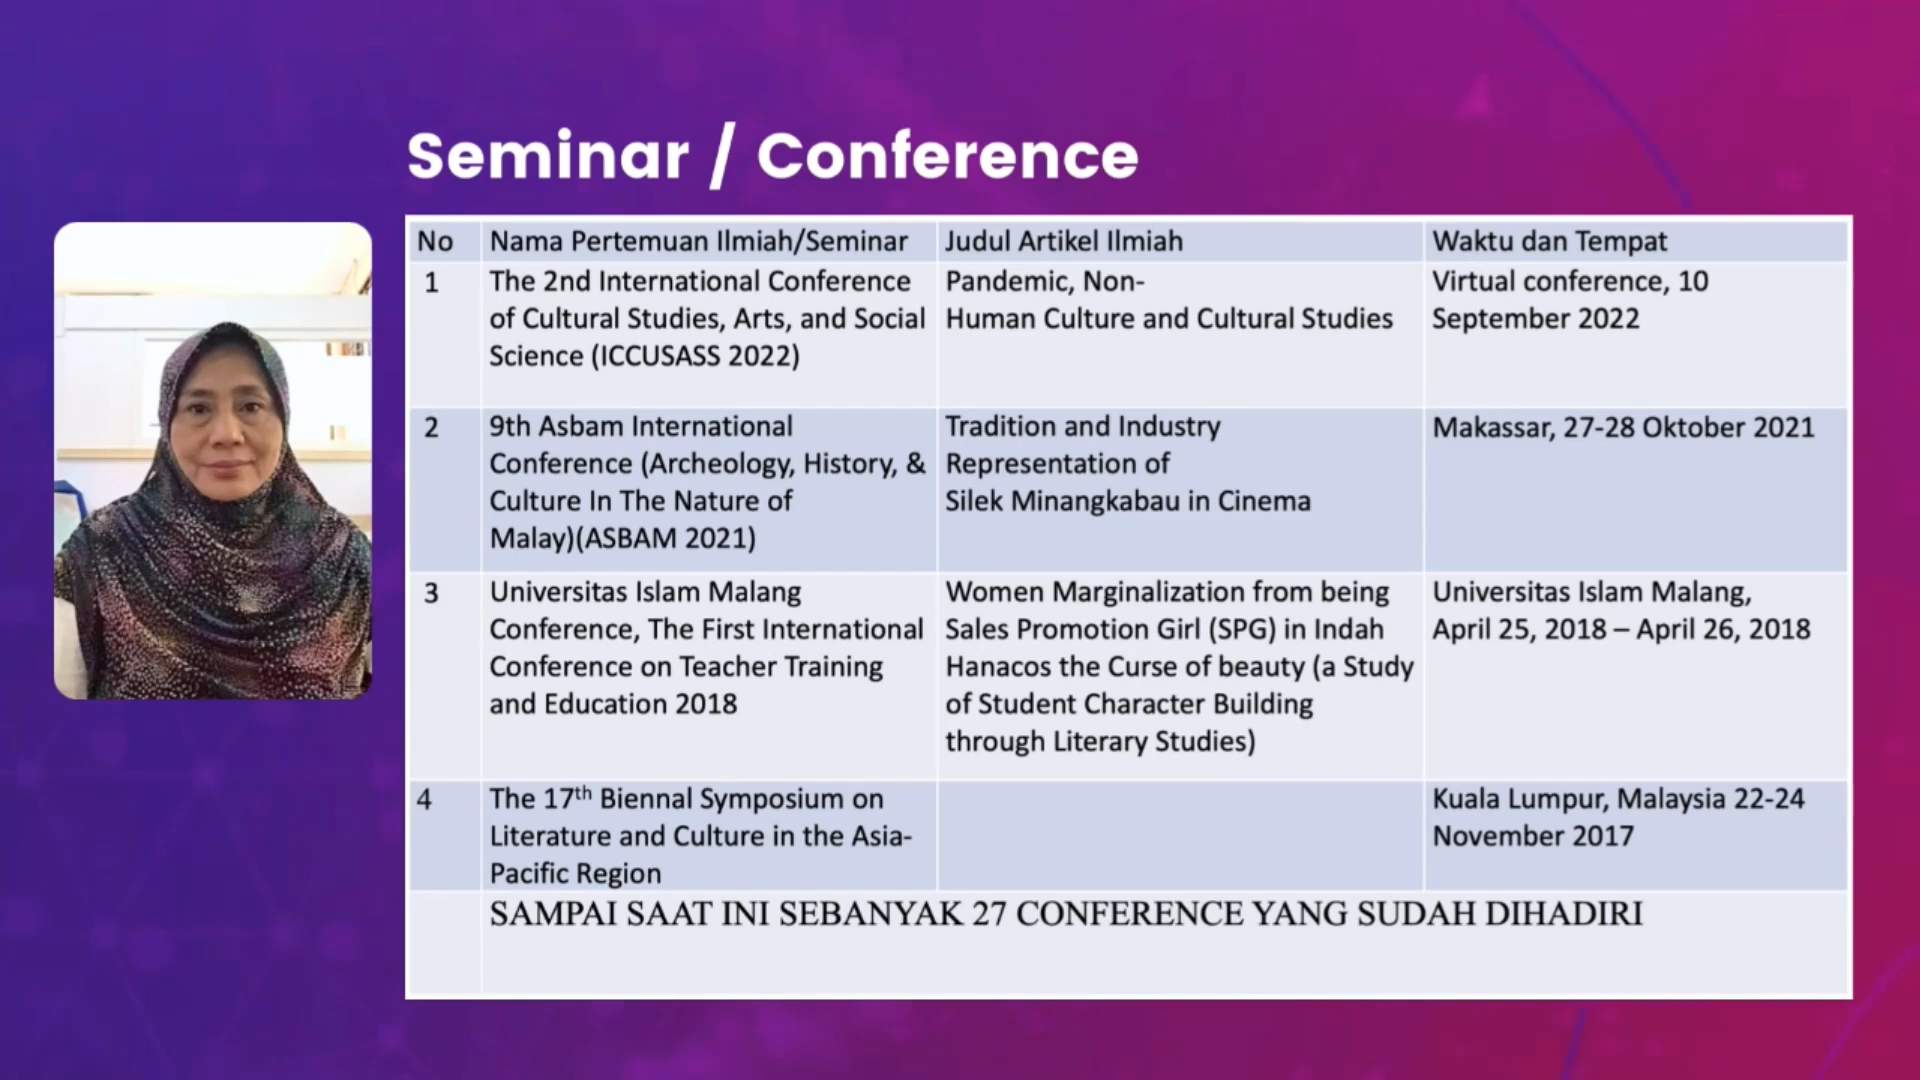 Seminar / Conference
No
Nama Pertemuan Ilmiah/Seminar
Judul Artikel Ilmiah
Waktu dan Tempat
1
The 2nd International Conference
of Cultural Studies, Arts, and Social
Science (ICCUSASS 2022)
Pandemic, Non-
Human Culture and Cultural Studies
Virtual conference, 10
September 2022
2
9th Asbam International
Conference (Archeology, History, &
Culture In The Nature of
Malay)(ASBAM 2021)
Tradition and Industry
Representation of
Silek Minangkabau in Cinema
Makassar, 27-28 Oktober 2021
3
Universitas Islam Malang
Conference, The First International
Conference on Teacher Training
and Education 2018
Women Marginalization from being
Sales Promotion Girl (SPG) in Indah
Hanacos the Curse of beauty (a Study
of Student Character Building
through Literary Studies)
Universitas Islam Malang,
April 25, 2018 – April 26, 2018
4
The 17th Biennal Symposium on
Literature and Culture in the Asia-
Pacific Region
Kuala Lumpur, Malaysia 22-24
November 2017
SAMPAI SAAT INI SEBANYAK 27 CONFERENCE YANG SUDAH DIHADIRI